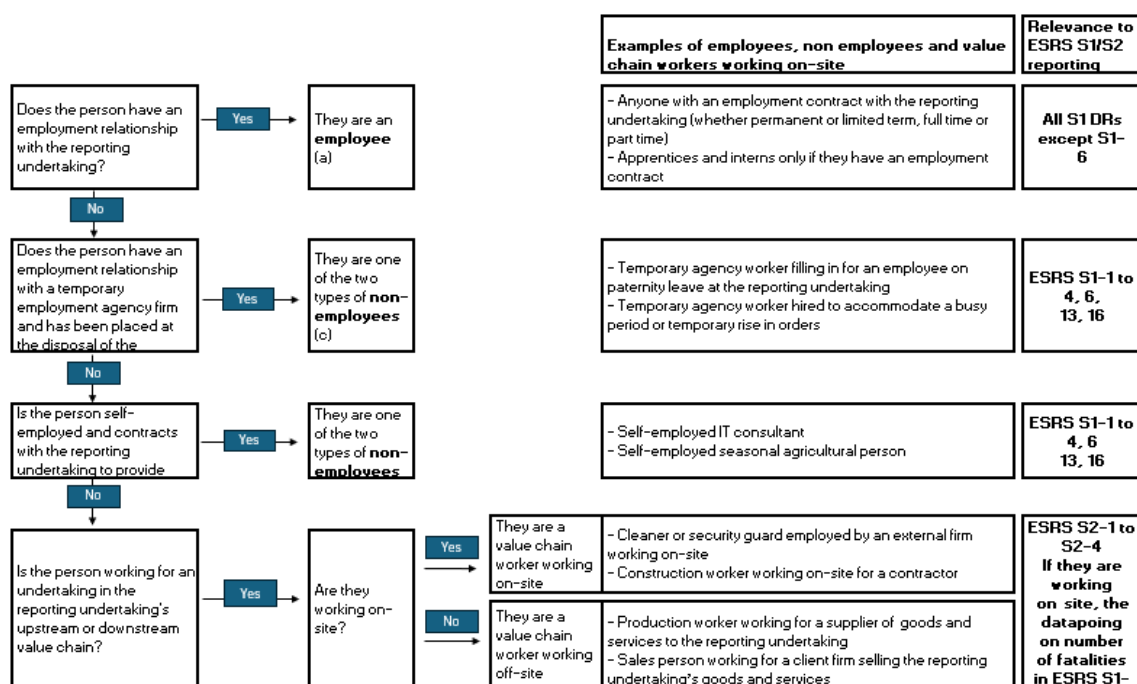 Examples of employees, non employees and value
chain workers working on-site
Relevance to
ESRS S1/S2
reporting
Does the person have an
employment relationship
with the reporting
undertaking?
Yes
They are an
employee
(a)
- Anyone with an employment contract with the reporting
undertaking (whether permanent or limited term, full time or
part time)
- Apprentices and interns only if they have an employment
contract
All S1 DRs
except S1-
6
No
Does the person have an
employment relationship
with a temporary
employment agency firm
and has been placed at
the disposal of the
Yes
They are one
of the two
types of non-
employees
(c)
- Temporary agency worker filling in for an employee on
paternity leave at the reporting undertaking
- Temporary agency worker hired to accommodate a busy
period or temporary rise in orders
ESRS S1-1 to
4, 6,
13, 16
No
Is the person self-
employed and contracts
with the reporting
undertaking to provide
Yes
They are one
of the two
types of non-
employees
- Self-employed IT consultant
- Self-employed seasonal agricultural person
ESRS S1-1 to
4, 6
13, 16
No
Is the person working for an
undertaking in the
reporting undertaking's
upstream or downstream
value chain?
Yes
Are they
working on-
site?
Yes
They are a
value chain
worker working
on-site
- Cleaner or security guard employed by an external firm
working on-site
- Construction worker working on-site for a contractor
No
They are a
value chain
worker working
off-site
- Production worker working for a supplier of goods and
services to the reporting undertaking
- Sales person working for a client firm selling the reporting
undertaking's goods and services
ESRS S2-1 to
S2-4
If they are
working
on site, the
datapoing
on number
of fatalities
in ESRS S1-